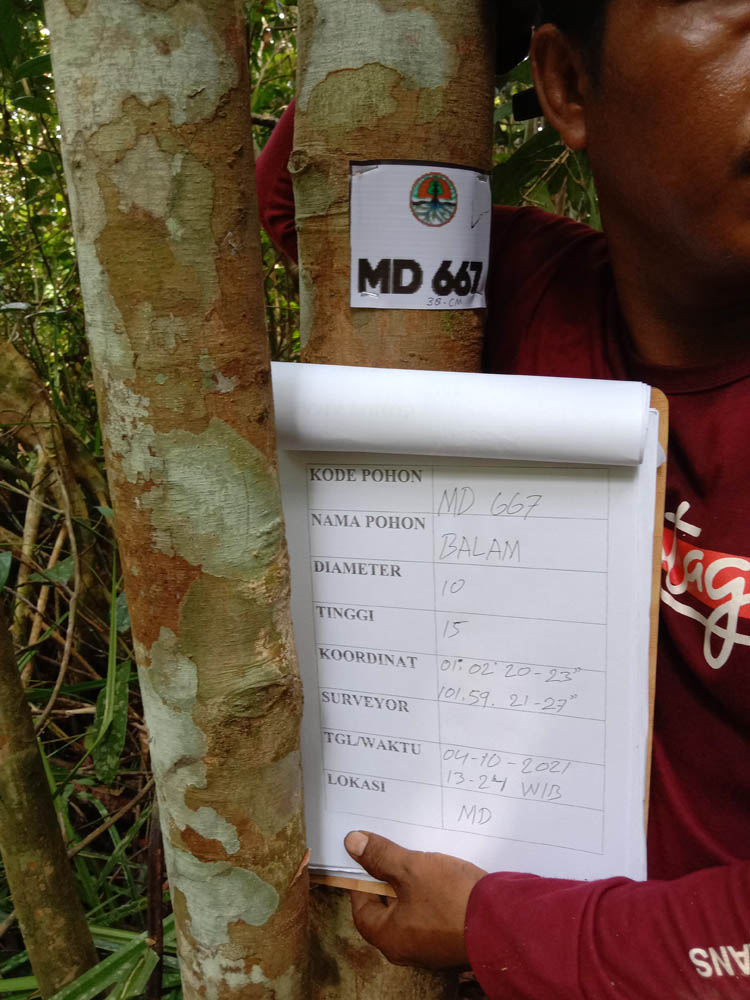 MD 667
38-CM
KODE POHON MD 667
NAMA POHON BALAM
DIAMETER 10
TINGGI 15
KOORDINAT 01° 02' 20-23"
101.59. 21-27"
SURVEYOR
TGL/WAKTU 04-10-2021
13-24 WIB
LOKASI MD
tag
ANS